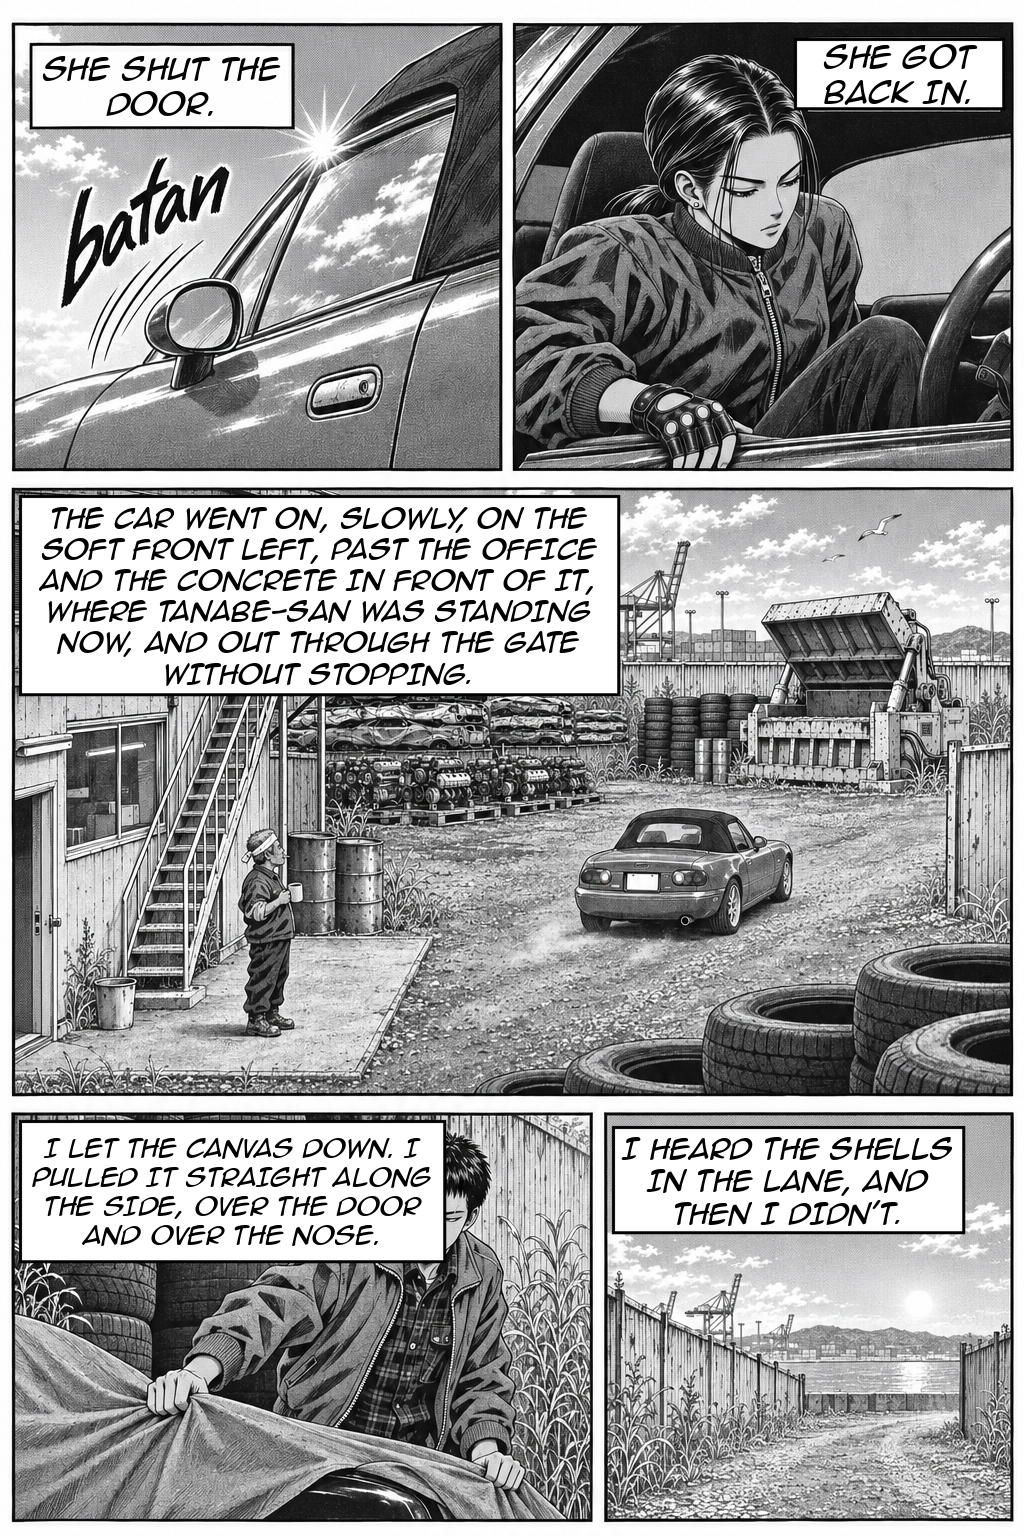 SHE SHUT THE
DOOR.
batan
SHE GOT
BACK IN.
THE CAR WENT ON, SLOWLY, ON THE
SOFT FRONT LEFT, PAST THE OFFICE
AND THE CONCRETE IN FRONT OF IT,
WHERE TANABE-SAN WAS STANDING
NOW, AND OUT THROUGH THE GATE
WITHOUT STOPPING.
I LET THE CANVAS DOWN. I
PULLED IT STRAIGHT ALONG
THE SIDE, OVER THE DOOR
AND OVER THE NOSE.
I HEARD THE SHELLS
IN THE LANE, AND
THEN I DIDN'T.